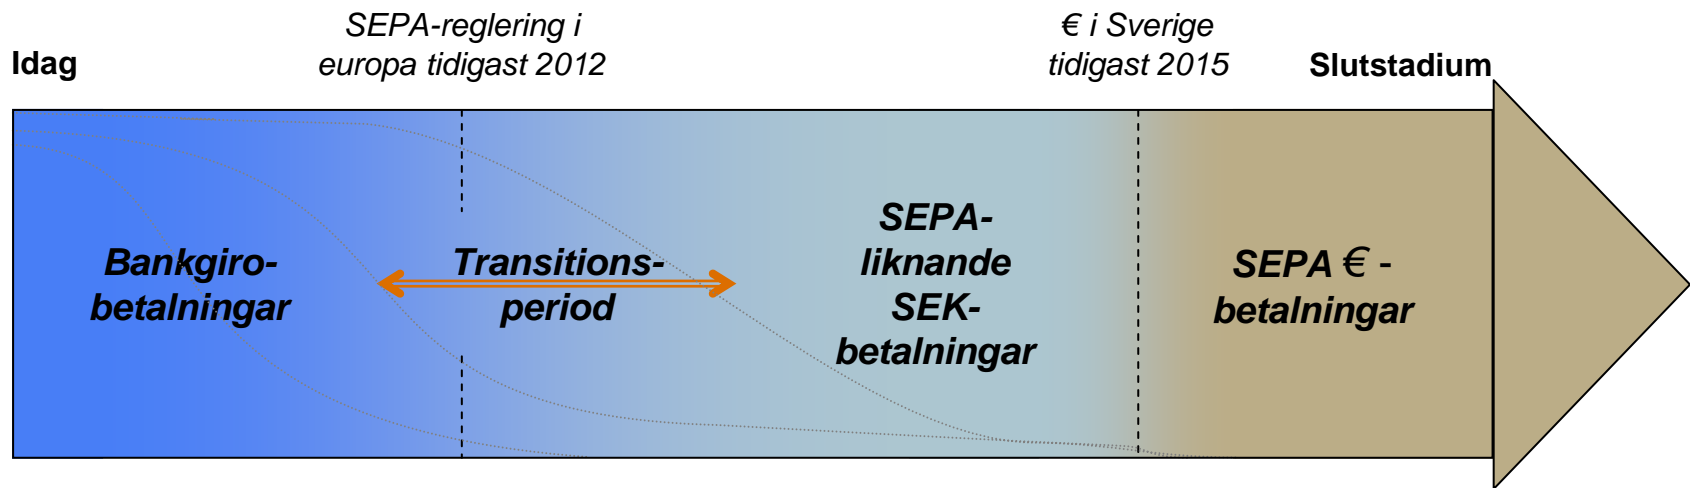 Idag
SEPA-reglering i
europa tidigast 2012
€ i Sverige
tidigast 2015
Slutstadium
Bankgiro-
betalningar
Transitions-
period
SEPA-
liknande
SEK-
betalningar
SEPA € -
betalningar